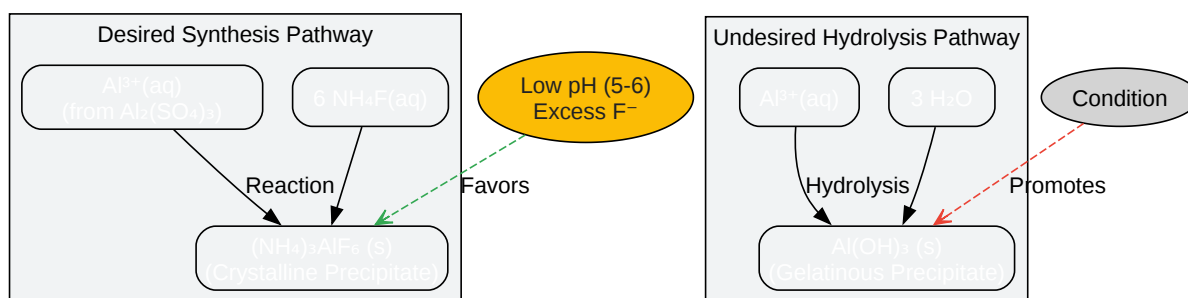 Desired Synthesis Pathway
Al³⁺(aq)
(from Al₂(SO₄)₃)
6 NH₄F(aq)
Reaction
(NH₄)₃AlF₆ (s)
(Crystalline Precipitate)
Low pH (5-6)
Excess F⁻
Favors
Undesired Hydrolysis Pathway
Al³⁺(aq)
3 H₂O
Hydrolysis
Al(OH)₃ (s)
(Gelatinous Precipitate)
Condition
Promotes